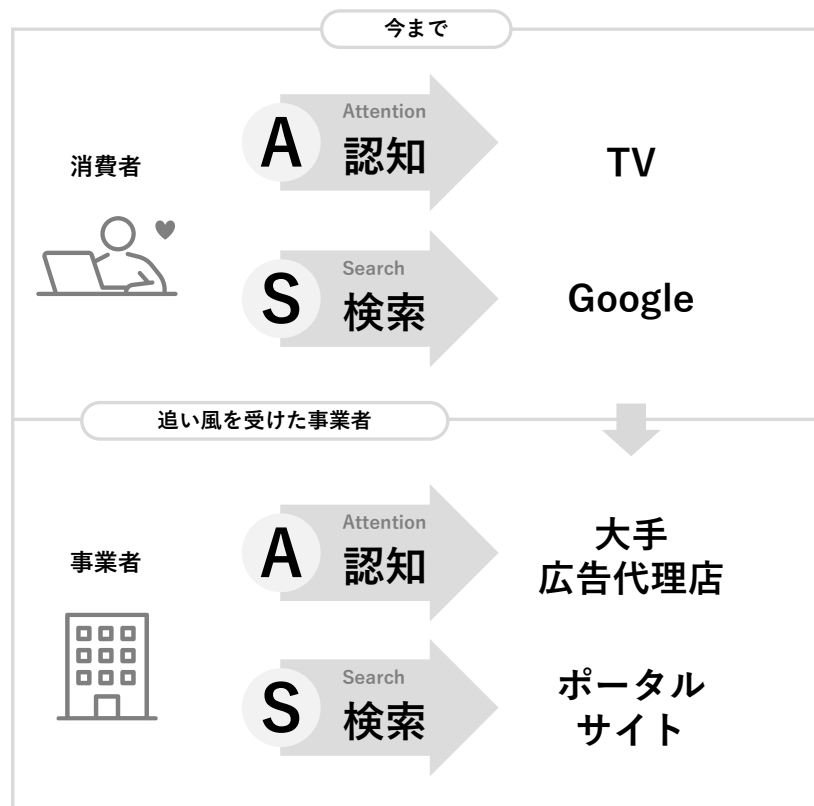 今まで
消費者
A
Attention
認知
TV
S
Search
検索
Google
追い風を受けた事業者
事業者
A
Attention
認知
大手
広告代理店
S
Search
検索
ポータル
サイト